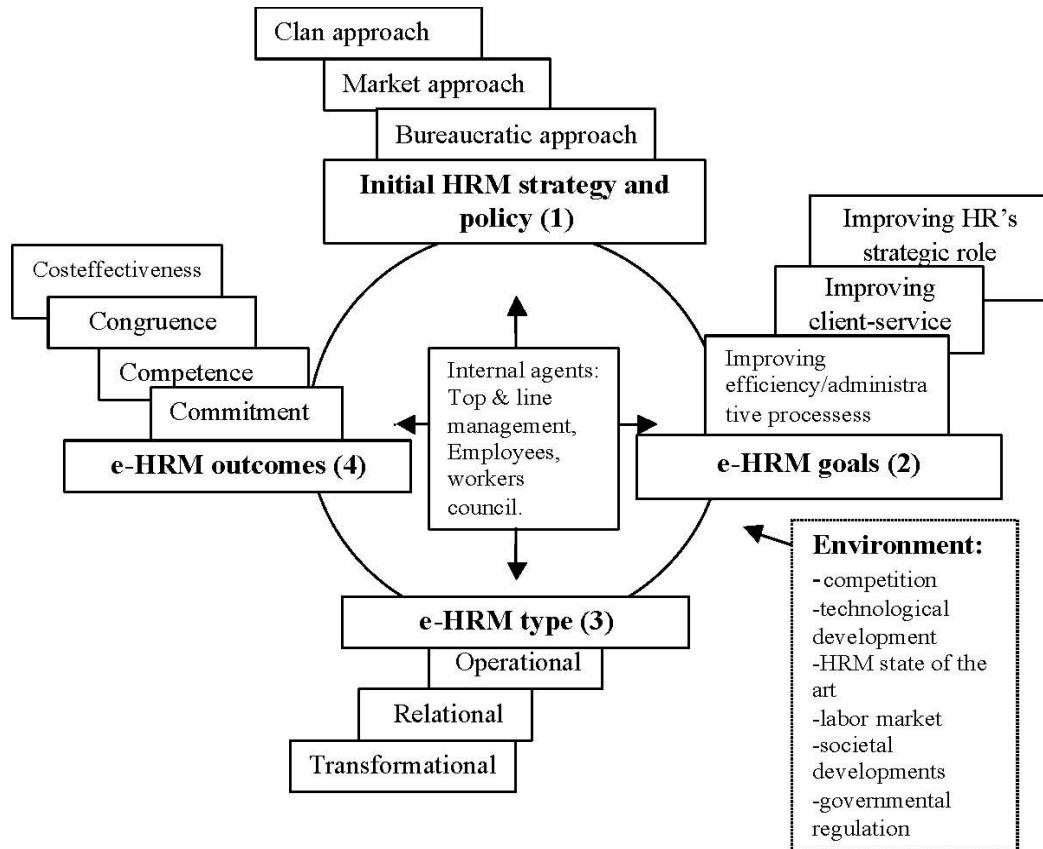 Clan approach
Market approach
Bureaucratic approach
Initial HRM strategy and
policy (1)
Improving HR’s
strategic role
Improving
client-service
Improving
efficiency/administra
tive processess
e-HRM goals (2)
Costeffectiveness
Congruence
Competence
Commitment
e-HRM outcomes (4)
Internal agents:
Top & line
management,
Employees,
workers
council.
e-HRM type (3)
Operational
Relational
Transformational
Environment:
-competition
-technological
development
-HRM state of the
art
-labor market
-societal
developments
-governmental
regulation